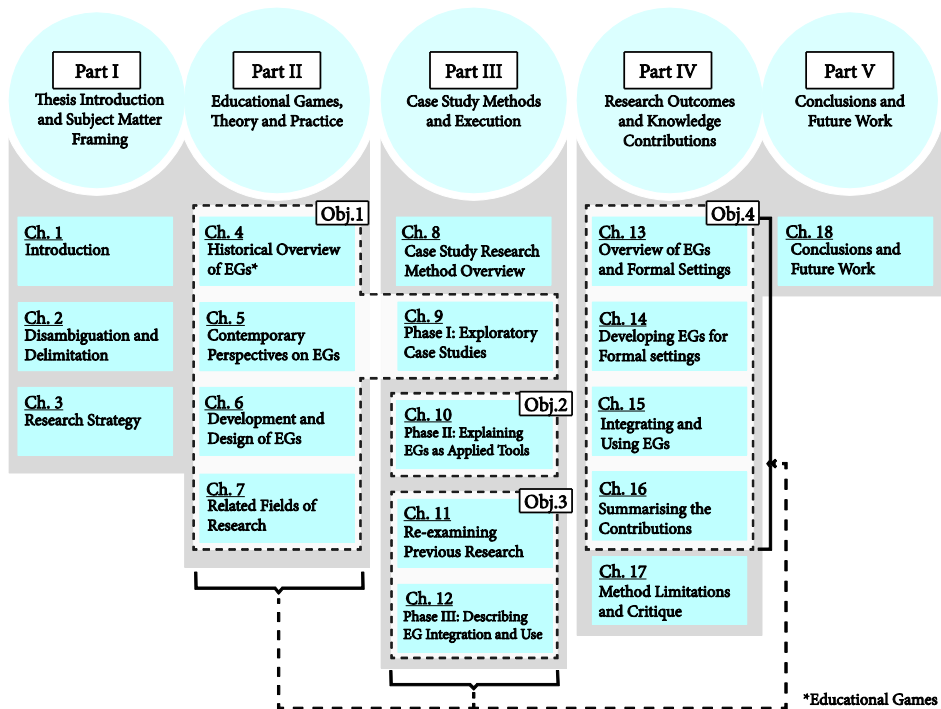 Part I
Thesis Introduction
and Subject Matter
Framing
Part II
Educational Games,
Theory and Practice
Part III
Case Study Methods
and Execution
Part IV
Research Outcomes
and Knowledge
Contributions
Part V
Conclusions and
Future Work
Ch. 1
Introduction
Ch. 2
Disambiguation and
Delimitation
Ch. 3
Research Strategy
Obj.1
Ch. 4
Historical Overview
of EGs*
Ch. 5
Contemporary
Perspectives on EGs
Ch. 6
Development and
Design of EGs
Ch. 7
Related Fields of
Research
Ch. 8
Case Study Research
Method Overview
Ch. 9
Phase I: Exploratory
Case Studies
Obj.2
Ch. 10
Phase II: Explaining
EGs as Applied Tools
Obj.3
Ch. 11
Re-examining
Previous Research
Ch. 12
Phase III: Describing
EG Integration and Use
Obj.4
Ch. 13
Overview of EGs
and Formal Settings
Ch. 14
Developing EGs for
Formal settings
Ch. 15
Integrating and
Using EGs
Ch. 16
Summarising the
Contributions
Ch. 17
Method Limitations
and Critique
Ch. 18
Conclusions and
Future Work
*Educational Games